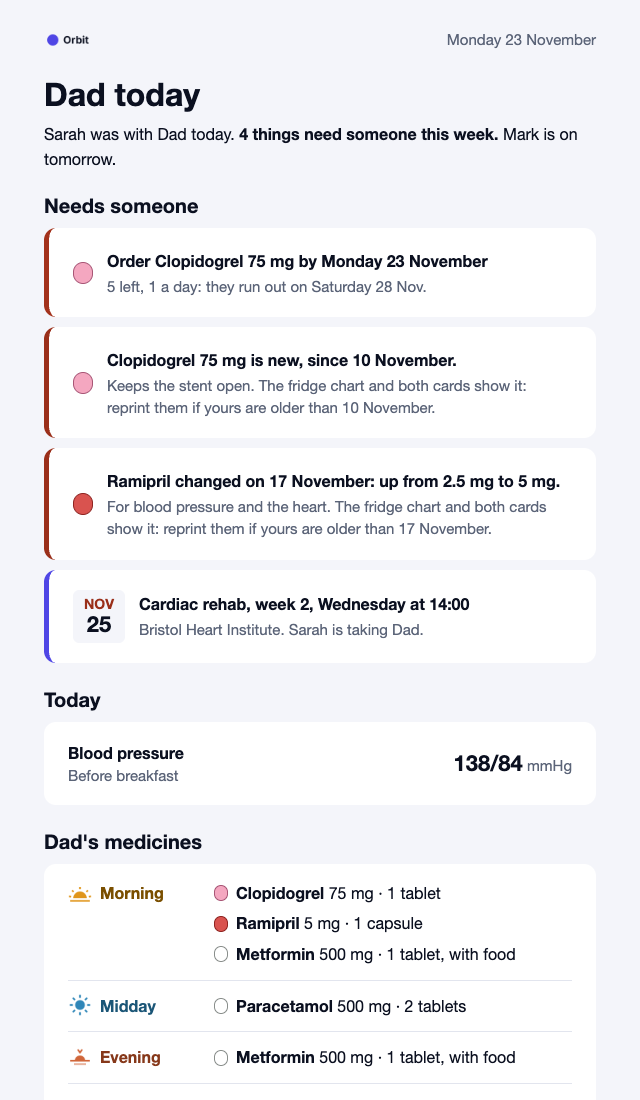 Orbit
Monday 23 November
Dad today
Sarah was with Dad today. 4 things need someone this week. Mark is on
tomorrow.
Needs someone
Order Clopidogrel 75 mg by Monday 23 November
5 left, 1 a day: they run out on Saturday 28 Nov.
Clopidogrel 75 mg is new, since 10 November.
Keeps the stent open. The fridge chart and both cards show it:
reprint them if yours are older than 10 November.
Ramipril changed on 17 November: up from 2.5 mg to 5 mg.
For blood pressure and the heart. The fridge chart and both cards
show it: reprint them if yours are older than 17 November.
NOV
25
Cardiac rehab, week 2, Wednesday at 14:00
Bristol Heart Institute. Sarah is taking Dad.
Today
Blood pressure
Before breakfast
138/84 mmHg
Dad's medicines
Morning
Clopidogrel 75 mg · 1 tablet
Ramipril 5 mg · 1 capsule
Metformin 500 mg · 1 tablet, with food
Midday
Paracetamol 500 mg · 2 tablets
Evening
Metformin 500 mg · 1 tablet, with food